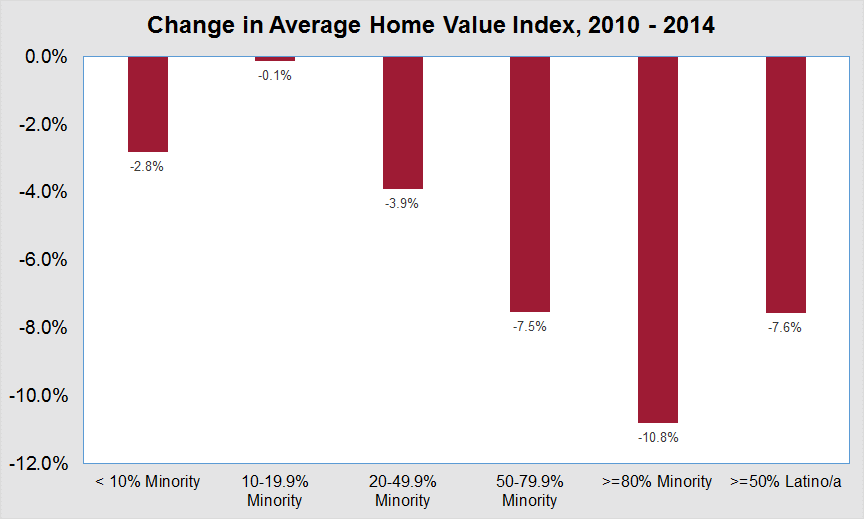 Change in Average Home Value Index, 2010 - 2014
0.0%
-2.0%
-4.0%
-6.0%
-8.0%
-10.0%
-12.0%
-2.8%
-0.1%
-3.9%
-7.5%
-10.8%
-7.6%
< 10% Minority
10-19.9%
Minority
20-49.9%
Minority
50-79.9%
Minority
>=80% Minority
>=50% Latino/a